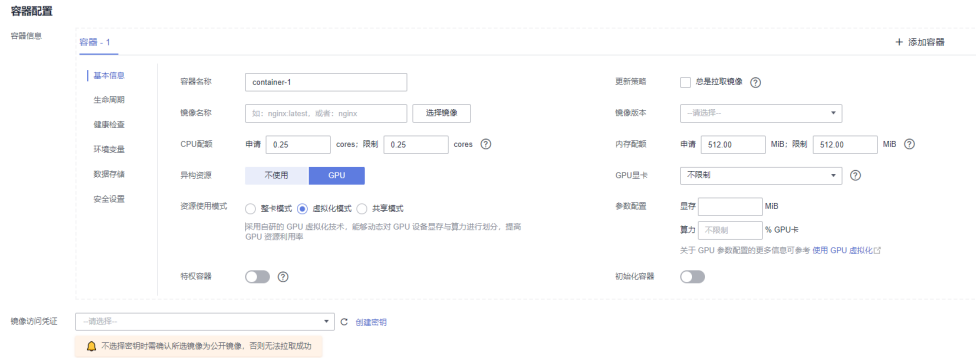 容器配置
容器信息
容器 - 1
+ 添加容器
基本信息
生命周期
健康检查
环境变量
数据存储
安全设置
容器名称 container-1
更新策略 总是拉取镜像 ?
镜像名称 如：nginx:latest，或者：nginx 选择镜像
镜像版本 --请选择--
CPU配额 申请 0.25 cores；限制 0.25 cores ?
内存配额 申请 512.00 MiB；限制 512.00 MiB ?
异构资源 不使用 GPU
GPU显卡 不限制 ?
资源使用模式 整卡模式 虚拟化模式 共享模式
采用自研的 GPU 虚拟化技术，能够动态对 GPU 设备显存与算力进行划分，提高
GPU 资源利用率
参数配置 显存 MiB
算力 不限制 % GPU卡
关于 GPU 参数配置的更多信息可参考 使用 GPU 虚拟化
特权容器 ?
初始化容器
镜像访问凭证 --请选择-- 创建密钥
不选择密钥时需确认所选镜像为公开镜像，否则无法拉取成功